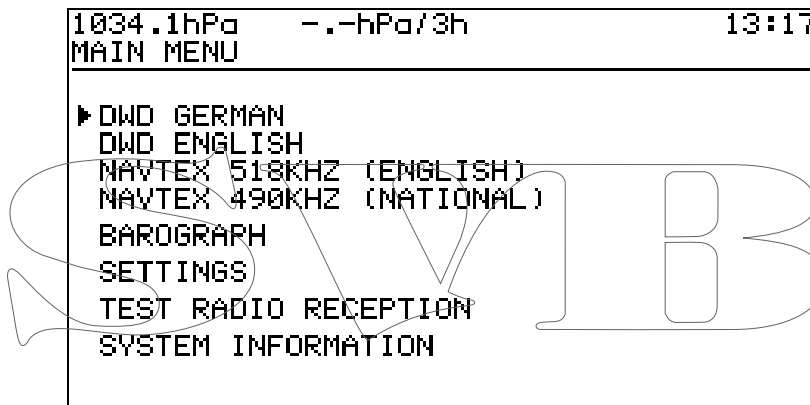 1034.1hPa -.-hPa/3h 13:17
MAIN MENU
DWD GERMAN
DWD ENGLISH
NAVTEX 518KHZ (ENGLISH)
NAVTEX 490KHZ (NATIONAL)
BAROGRAPH
SETTINGS
TEST RADIO RECEPTION
SYSTEM INFORMATION
SVB